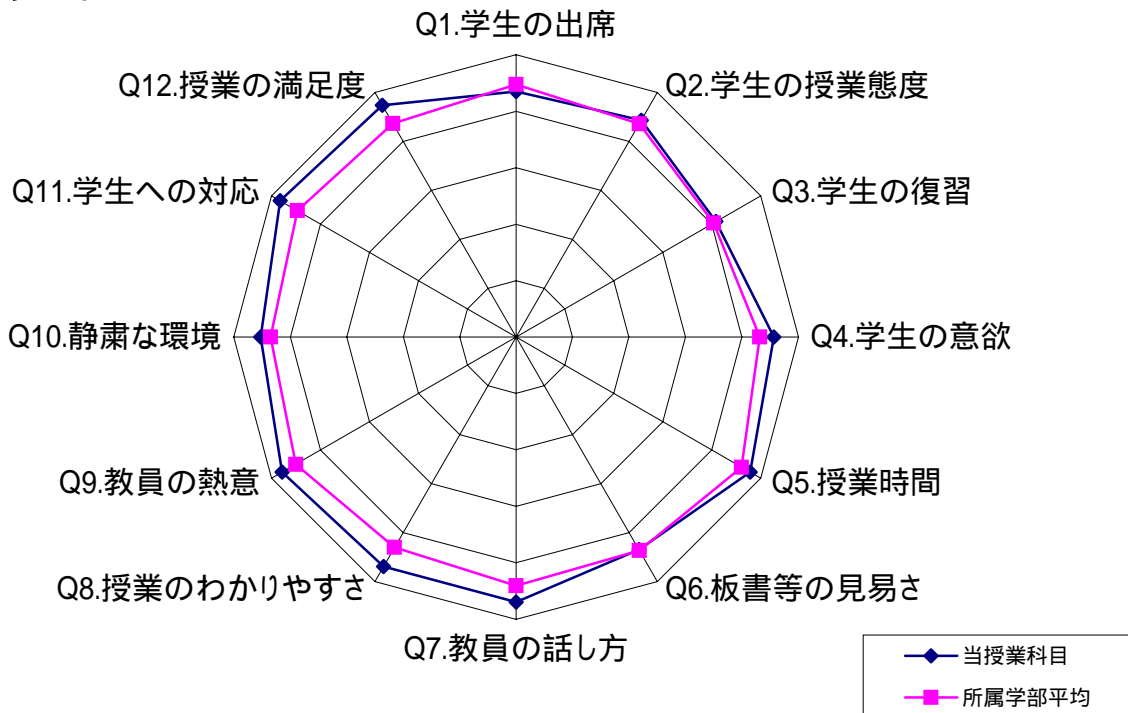 Q1.学生の出席
Q2.学生の授業態度
Q3.学生の復習
Q4.学生の意欲
Q5.授業時間
Q6.板書等の見易さ
Q7.教員の話し方
Q8.授業のわかりやすさ
Q9.教員の熱意
Q10.静粛な環境
Q11.学生への対応
Q12.授業の満足度
当授業科目
所属学部平均